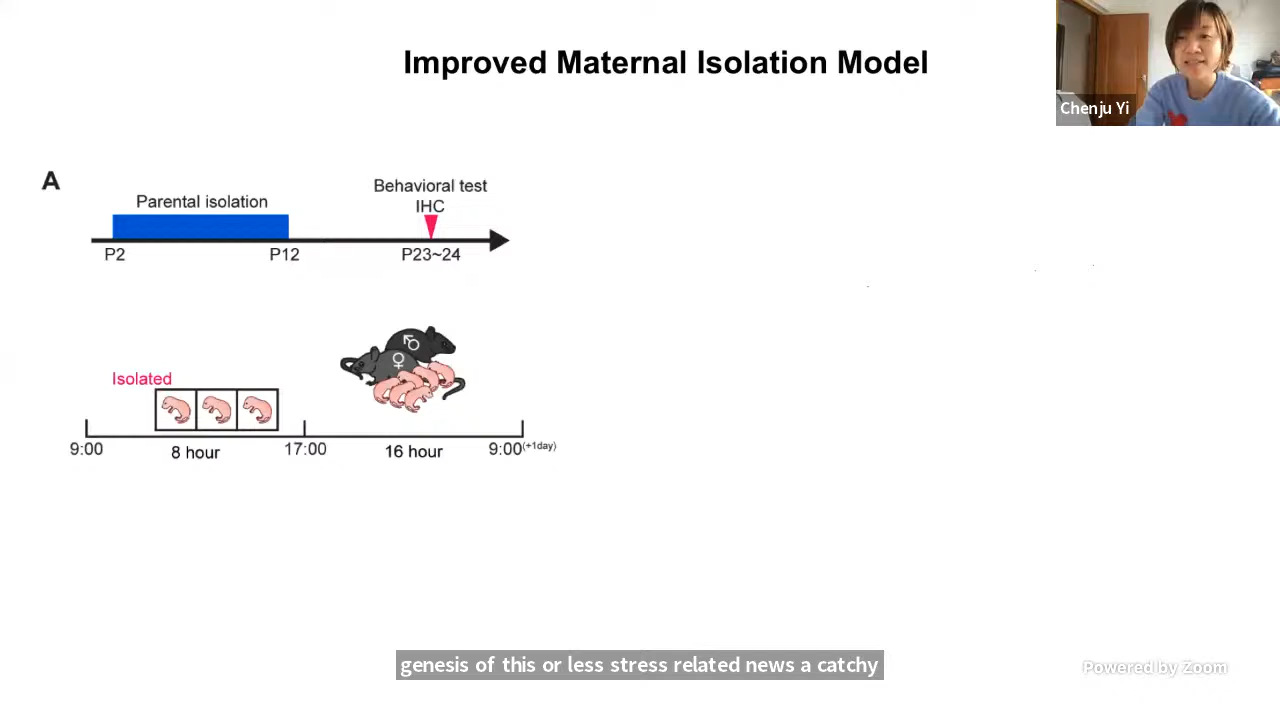 Improved Maternal Isolation Model
Chenju Yi
A
Parental isolation
Behavioral test
IHC
P2
P12
P23~24
♂
♀
Isolated
9:00
8 hour
17:00
16 hour
9:00(+1day)
genesis of this or less stress related news a catchy
Powered by Zoom